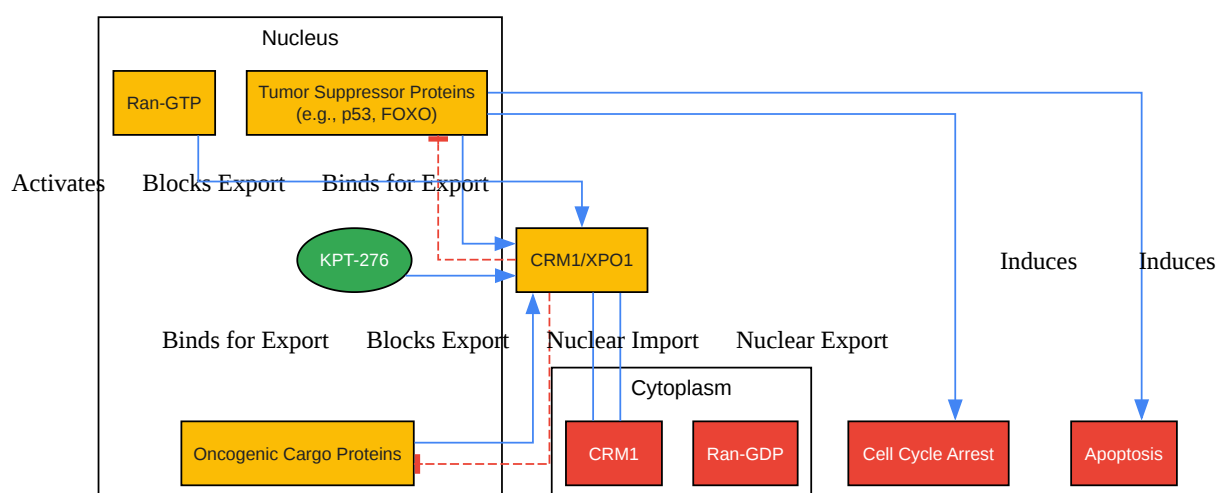 Nucleus
Ran-GTP
Tumor Suppressor Proteins
(e.g., p53, FOXO)
Activates
Blocks Export
Binds for Export
KPT-276
CRM1/XPO1
Induces
Induces
Binds for Export
Blocks Export
Nuclear Import
Nuclear Export
Cytoplasm
Oncogenic Cargo Proteins
CRM1
Ran-GDP
Cell Cycle Arrest
Apoptosis